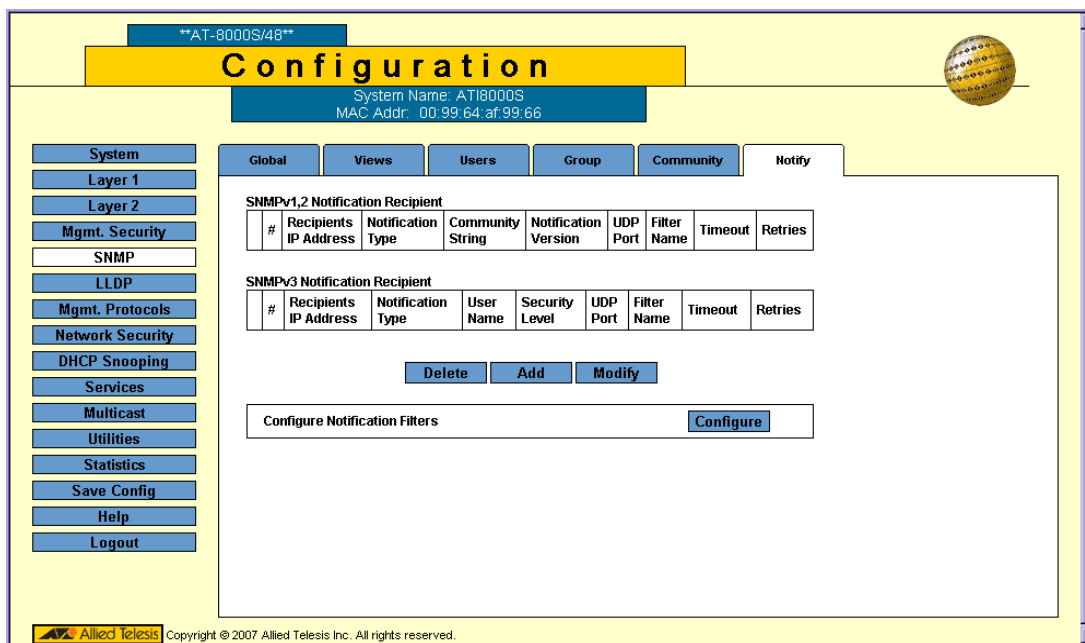 **AT-8000S/48**
Configuration
System Name: ATI8000S
MAC Addr: 00:99:64:af:99:66
System
Layer 1
Layer 2
Mgmt. Security
SNMP
LLDP
Mgmt. Protocols
Network Security
DHCP Snooping
Services
Multicast
Utilities
Statistics
Save Config
Help
Logout
Global Views Users Group Community Notify
SNMPv1,2 Notification Recipient
# Recipients IP Address Notification Type Community String Notification Version UDP Port Filter Name Timeout Retries
SNMPv3 Notification Recipient
# Recipients IP Address Notification Type User Name Security Level UDP Port Filter Name Timeout Retries
Delete Add Modify
Configure Notification Filters Configure
Allied Telesis Copyright © 2007 Allied Telesis Inc. All rights reserved.